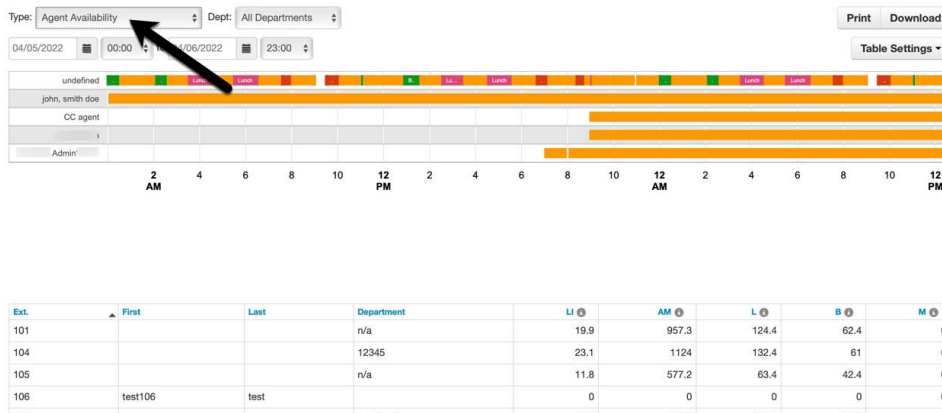 Type: Agent Availability Dept: All Departments Print Download
04/05/2022 00:00 /06/2022 23:00 Table Settings
undefined Lunch Lunch B.. Lu... Lunch Lunch Lunch
john, smith doe
CC agent
Admin
2 4 6 8 10 12 2 4 6 8 10 12 2 4 6 8 10 12
AM PM AM PM
Ext. First Last Department LI AM L B M
101 n/a 19.9 957.3 124.4 62.4
104 12345 23.1 1124 132.4 61
105 n/a 11.8 577.2 63.4 42.4
106 test106 test 0 0 0 0